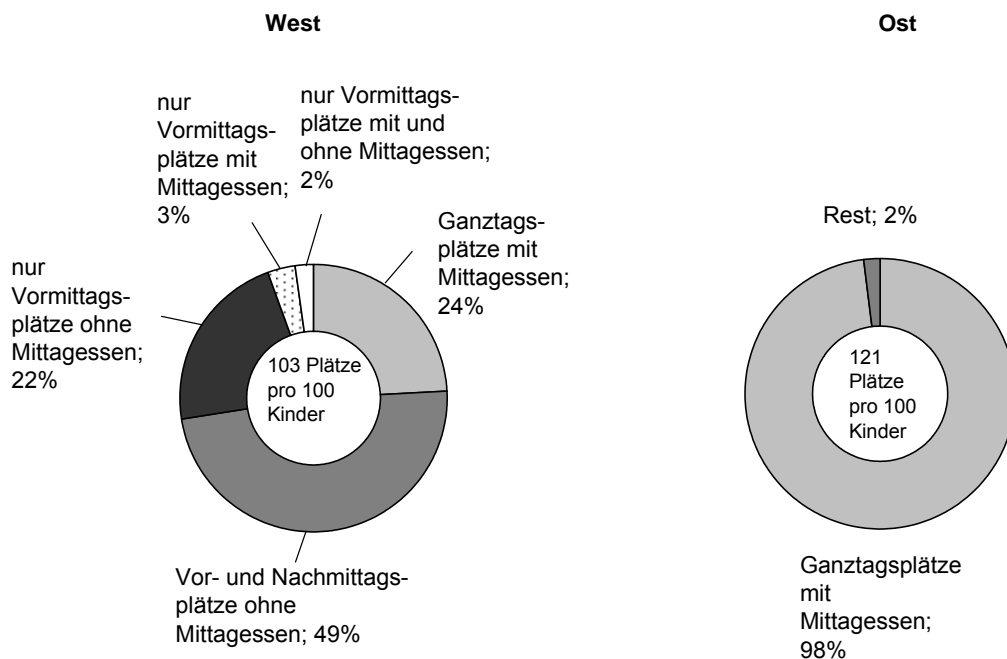 West
Ost
nur
Vormittags-
plätze mit
Mittagessen;
3%
nur Vormittags-
plätze mit und
ohne Mittagessen;
2%
Ganztags-
plätze mit
Mittagessen;
24%
nur
Vormittags-
plätze ohne
Mittagessen;
22%
103 Plätze
pro 100
Kinder
Vor- und Nachmittags-
plätze ohne
Mittagessen; 49%
Rest; 2%
121
Plätze
pro 100
Kinder
Ganztagsplätze
mit
Mittagessen;
98%